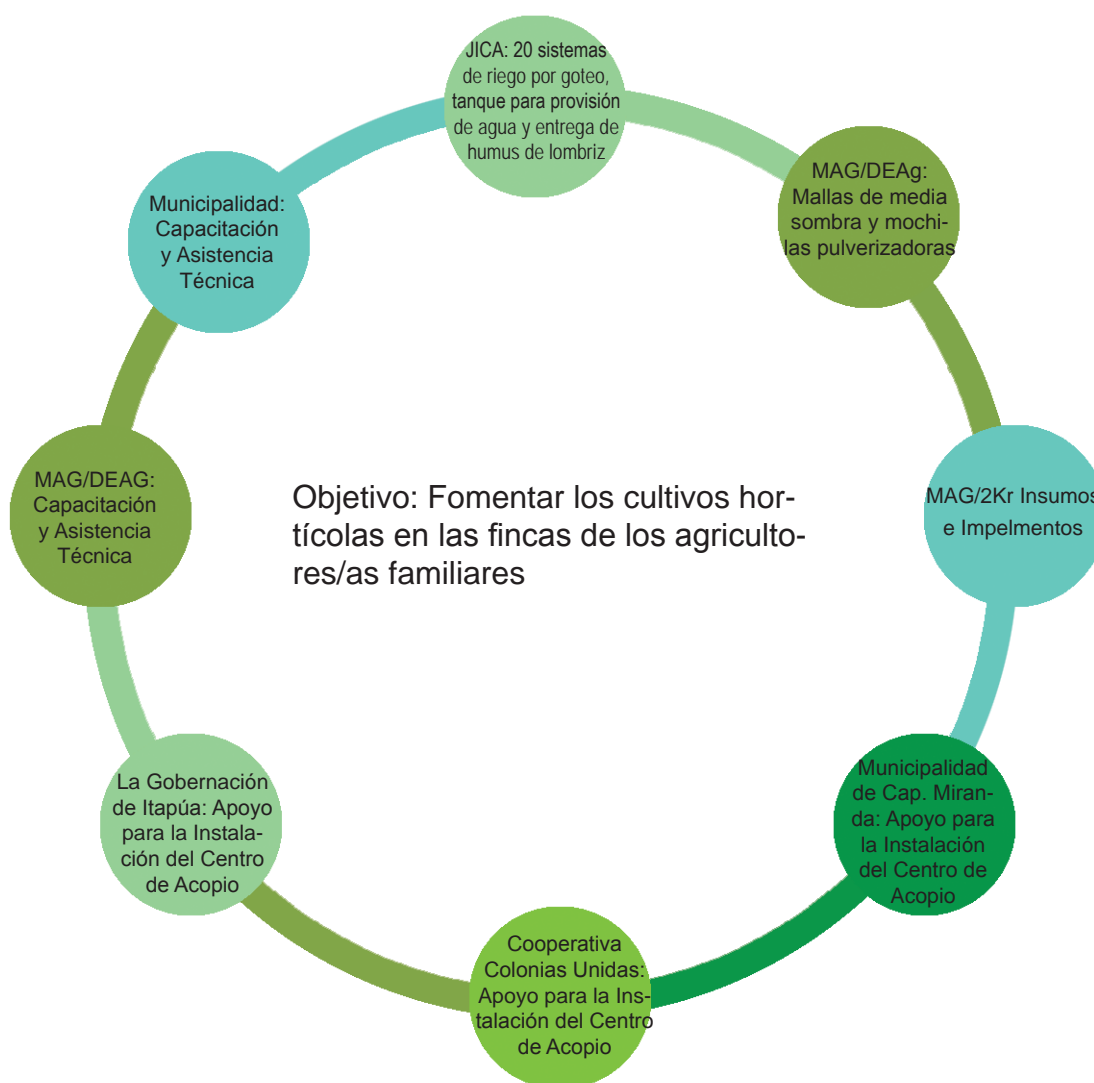 JICA: 20 sistemas
de riego por goteo,
tanque para provisión
de agua y entrega de
humus de lombriz
MAG/DEAg:
Mallas de media
sombra y mochi-
las pulverizadoras
MAG/2Kr Insumos
e Impelmentos
Municipalidad
de Cap. Miran-
da: Apoyo para
la Instalación
del Centro de
Acopio
Cooperativa
Colonias Unidas:
Apoyo para la Ins-
talación del Centro
de Acopio
La Gobernación
de Itapúa: Apoyo
para la Instala-
ción del Centro
de Acopio
MAG/DEAG:
Capacitación
y Asistencia
Técnica
Municipalidad:
Capacitación
y Asistencia
Técnica
Objetivo: Fomentar los cultivos hor-
tícolas en las fincas de los agriculto-
res/as familiares